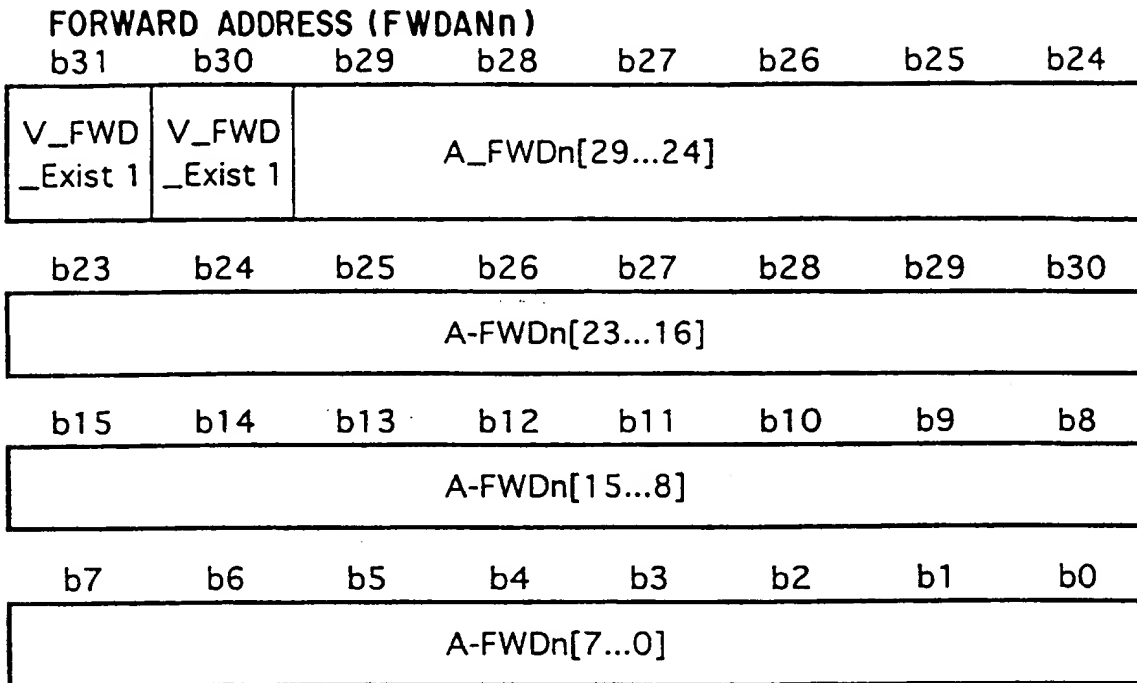 FORWARD ADDRESS (FWDANn)
b31 b30 b29 b28 b27 b26 b25 b24
V_FWD V_FWD
A_FWDn[29...24]
_Exist 1 _Exist 1
b23 b24 b25 b26 b27 b28 b29 b30
A-FWDn[23...16]
b15 b14 b13 b12 b11 b10 b9 b8
A-FWDn[15...8]
b7 b6 b5 b4 b3 b2 b1 b0
A-FWDn[7...0]